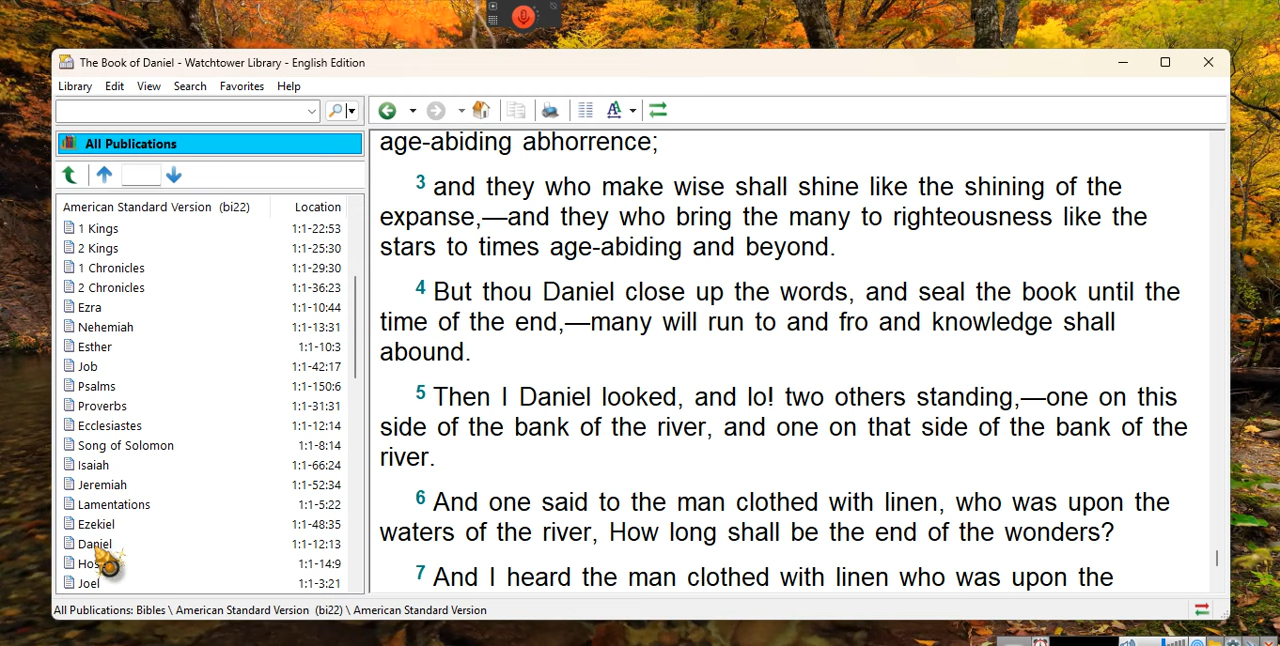 The Book of Daniel - Watchtower Library - English Edition
Library Edit View Search Favorites Help
All Publications
American Standard Version (bi22) Location
1 Kings 1:1-22:53
2 Kings 1:1-25:30
1 Chronicles 1:1-29:30
2 Chronicles 1:1-36:23
Ezra 1:1-10:44
Nehemiah 1:1-13:31
Esther 1:1-10:3
Job 1:1-42:17
Psalms 1:1-150:6
Proverbs 1:1-31:31
Ecclesiastes 1:1-12:14
Song of Solomon 1:1-8:14
Isaiah 1:1-66:24
Jeremiah 1:1-52:34
Lamentations 1:1-5:22
Ezekiel 1:1-48:35
Daniel 1:1-12:13
Hos 1:1-14:9
Joel 1:1-3:21
age-abiding abhorrence;
3 and they who make wise shall shine like the shining of the
expanse,—and they who bring the many to righteousness like the
stars to times age-abiding and beyond.
4 But thou Daniel close up the words, and seal the book until the
time of the end,—many will run to and fro and knowledge shall
abound.
5 Then I Daniel looked, and lo! two others standing,—one on this
side of the bank of the river, and one on that side of the bank of the
river.
6 And one said to the man clothed with linen, who was upon the
waters of the river, How long shall be the end of the wonders?
7 And I heard the man clothed with linen who was upon the
All Publications: Bibles \ American Standard Version (bi22) \ American Standard Version